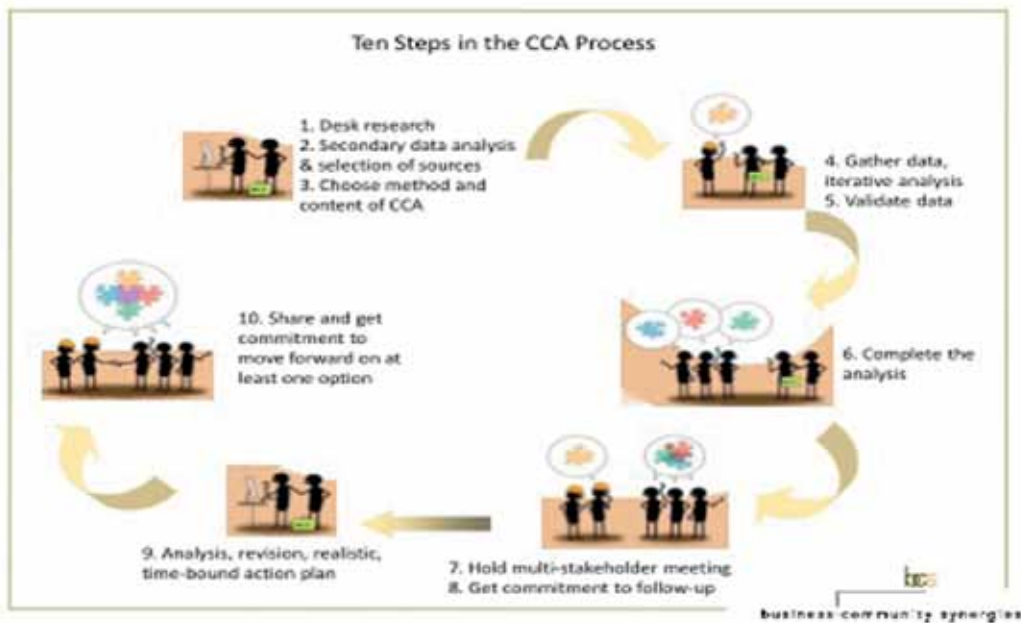 Ten Steps in the CCA Process
1. Desk research
2. Secondary data analysis
& selection of sources
3. Choose method and
content of CCA
4. Gather data,
iterative analysis
5. Validate data
6. Complete the
analysis
7. Hold multi-stakeholder meeting
8. Get commitment to follow-up
9. Analysis, revision, realistic,
time-bound action plan
10. Share and get
commitment to
move forward on at
least one option
bcs
business-community synergies